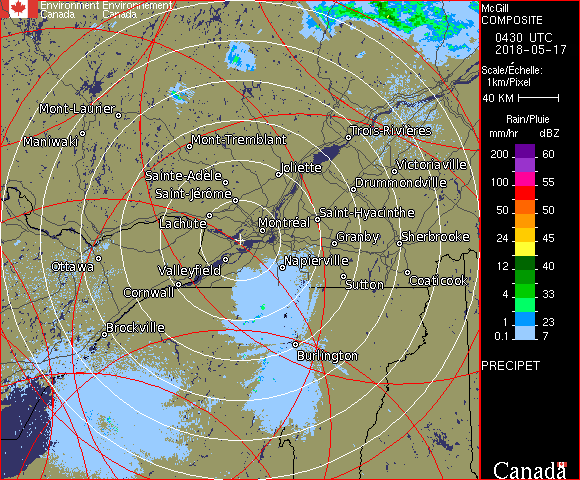 Environment Environnement
Canada Canada
McGill
COMPOSITE
0430 UTC
2018-05-17
Scale/Échelle:
1km/Pixel
40 KM
Rain/Pluie
mm/hr dBZ
200 60
100 55
50 50
24 45
12 40
4 33
1 23
0.1 7
PRECIPET
Canada
Mont-Laurier
Maniwaki
Mont-Tremblant
Trois-Rivières
Joliette
Victoriaville
Sainte-Adèle
Drummondville
Saint-Jérôme
Saint-Hyacinthe
Lachute
Montréal
Granby
Sherbrooke
Ottawa
Valleyfield
Napierville
Cornwall
Sutton
Coaticook
Brockville
Burlington